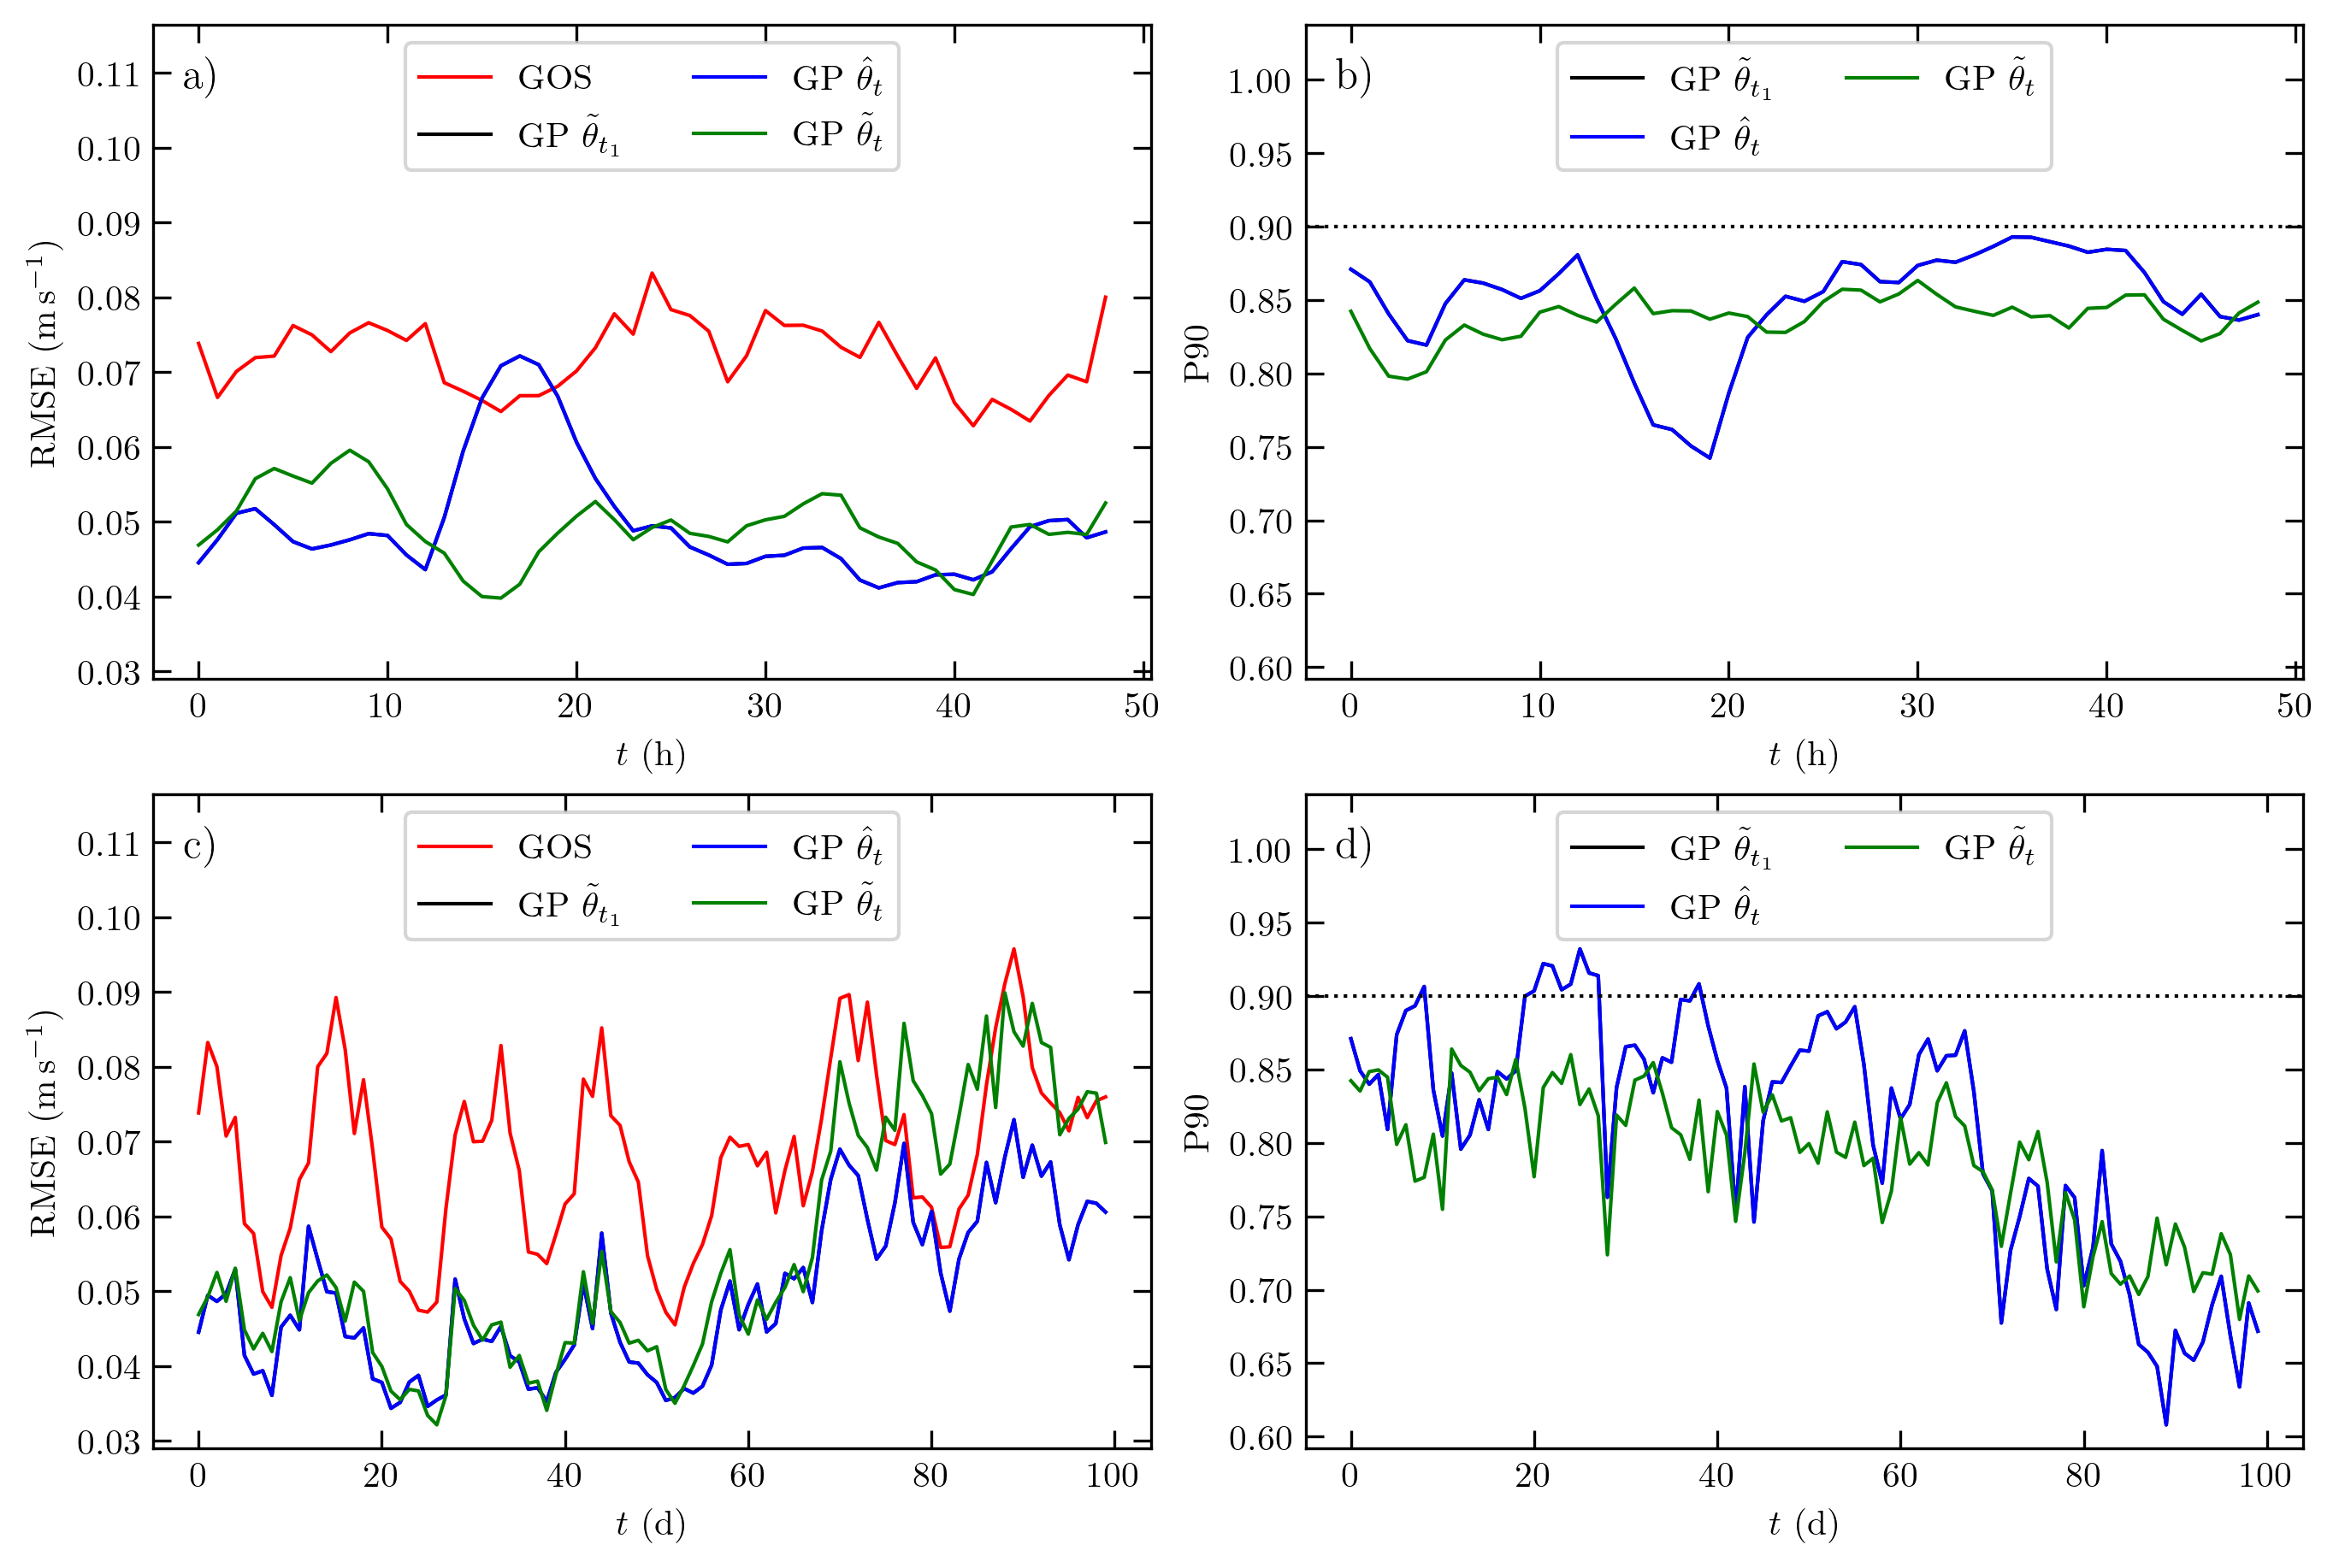 a)
GOS
GP θ̃ₜ₁
GP θ̂ₜ
GP θ̃ₜ
0.11
0.10
0.09
0.08
0.07
0.06
0.05
0.04
0.03
RMSE (m s⁻¹)
0 10 20 30 40 50
t (h)
b)
GP θ̃ₜ₁
GP θ̂ₜ
GP θ̃ₜ
1.00
0.95
0.90
0.85
0.80
0.75
0.70
0.65
0.60
P90
0 10 20 30 40 50
t (h)
c)
GOS
GP θ̃ₜ₁
GP θ̂ₜ
GP θ̃ₜ
0.11
0.10
0.09
0.08
0.07
0.06
0.05
0.04
0.03
RMSE (m s⁻¹)
0 20 40 60 80 100
t (d)
d)
GP θ̃ₜ₁
GP θ̂ₜ
GP θ̃ₜ
1.00
0.95
0.90
0.85
0.80
0.75
0.70
0.65
0.60
P90
0 20 40 60 80 100
t (d)